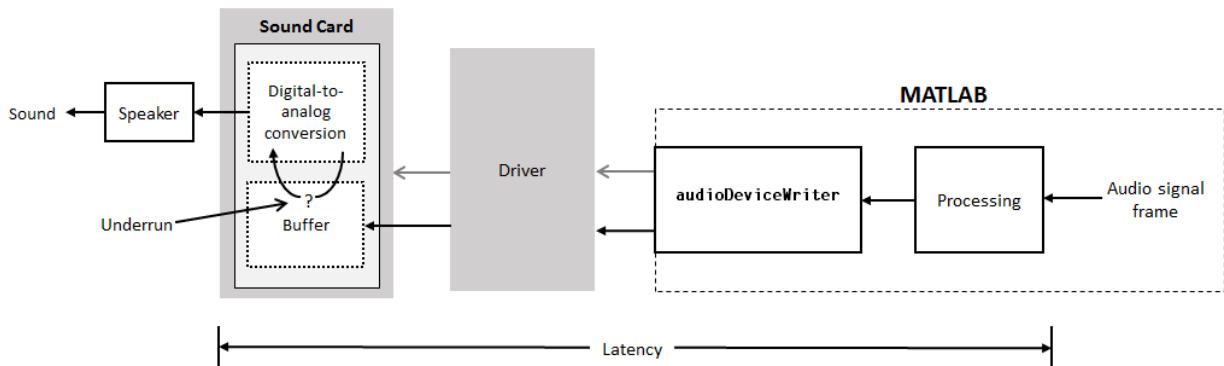 Sound Card
MATLAB
Sound
Speaker
Digital-to-
analog
conversion
Driver
audioDeviceWriter
Processing
Audio signal
frame
?
Underrun
Buffer
Latency